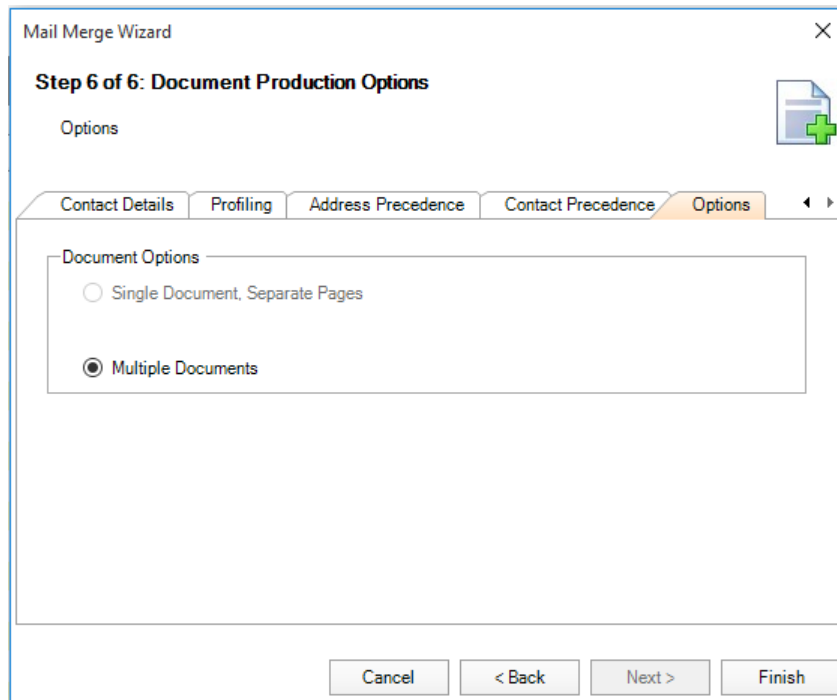 Mail Merge Wizard
Step 6 of 6: Document Production Options
Options
Contact Details Profiling Address Precedence Contact Precedence Options
Document Options
Single Document, Separate Pages
Multiple Documents
Cancel < Back Next > Finish